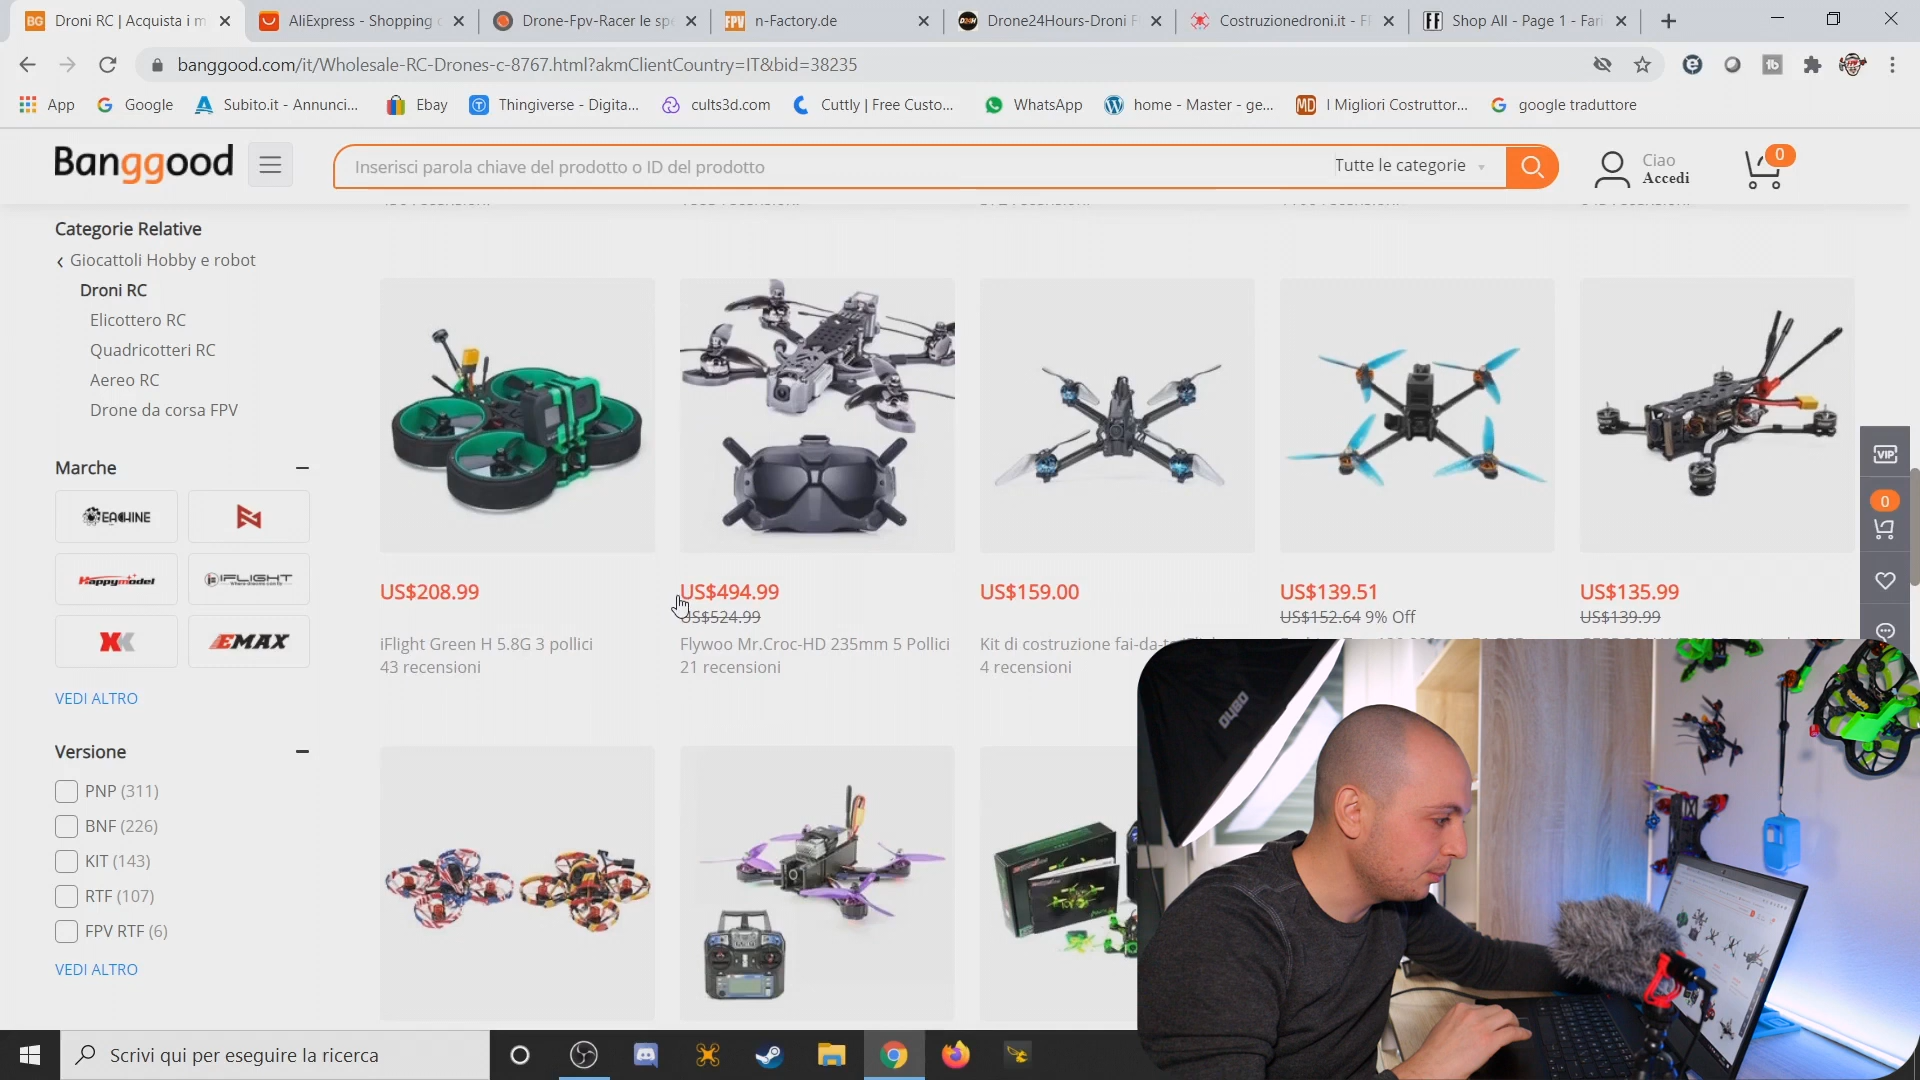 Droni RC | Acquista i m
AliExpress - Shopping
Drone-Fpv-Racer le spe
n-Factory.de
Drone24Hours-Droni F
Costruzionedroni.it - F
Shop All - Page 1 - Fari
banggood.com/it/Wholesale-RC-Drones-c-8767.html?akmClientCountry=IT&bid=38235
App
Google
Subito.it - Annunci...
Ebay
Thingiverse - Digita...
cults3d.com
Cuttly | Free Custo...
WhatsApp
home - Master - ge...
I Migliori Costruttor...
google traduttore
Banggood
Inserisci parola chiave del prodotto o ID del prodotto
Tutte le categorie
Ciao
Accedi
0
Categorie Relative
Giocattoli Hobby e robot
Droni RC
Elicottero RC
Quadricotteri RC
Aereo RC
Drone da corsa FPV
Marche
EACHINE
Happymodel
iFLIGHT
EMAX
VEDI ALTRO
Versione
PNP (311)
BNF (226)
KIT (143)
RTF (107)
FPV RTF (6)
VEDI ALTRO
US$208.99
iFlight Green H 5.8G 3 pollici
43 recensioni
US$494.99
US$524.99
Flywoo Mr.Croc-HD 235mm 5 Pollici
21 recensioni
US$159.00
Kit di costruzione fai-da-te
4 recensioni
US$139.51
US$152.64 9% Off
US$135.99
US$139.99
VIP
0
Scrivi qui per eseguire la ricerca